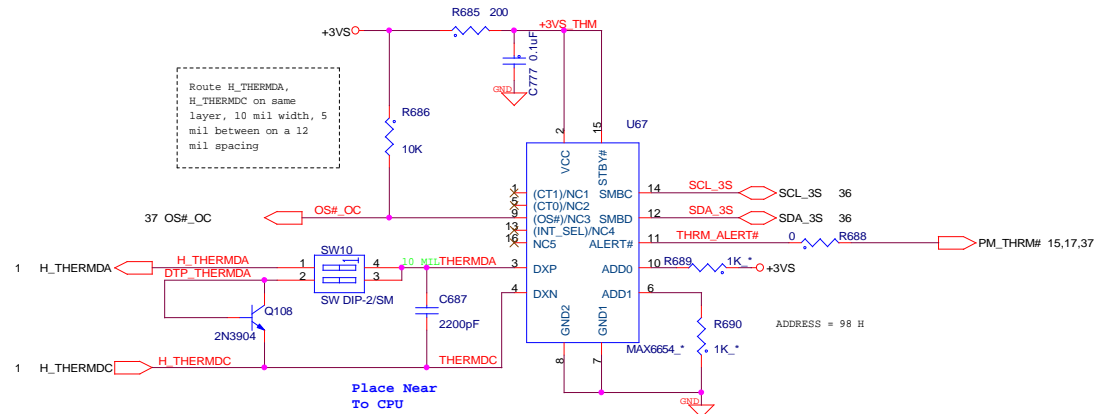 R685 200
+3VS
+3VS_THM
C777 0.1uF
GND
Route H_THERMDA,
H_THERMDC on same
layer, 10 mil width, 5
mil between on a 12
mil spacing
R686
10K
U67
2
15
VCC
STBY#
1
(CT1)/NC1
SMBC
14
SCL_3S
SCL_3S 36
5
(CT0)/NC2
37 OS#_OC
OS#_OC
9
(OS#)/NC3
SMBD
12
SDA_3S
SDA_3S 36
13
(INT_SEL)/NC4
16
NC5
ALERT#
11
THRM_ALERT#
0
R688
PM_THRM# 15,17,37
SW10
1 H_THERMDA
H_THERMDA
1
1
4
10 MIL
THERMDA
3
DXP
ADD0
10
R689
1K_*
+3VS
DTP_THERMDA
2
3
SW DIP-2/SM
4
DXN
ADD1
6
Q108
2N3904
C687
2200pF
GND2
GND1
R690
1K_*
ADDRESS = 98 H
MAX6654_*
8
7
1 H_THERMDC
H_THERMDC
THERMDC
Place Near
To CPU
GND